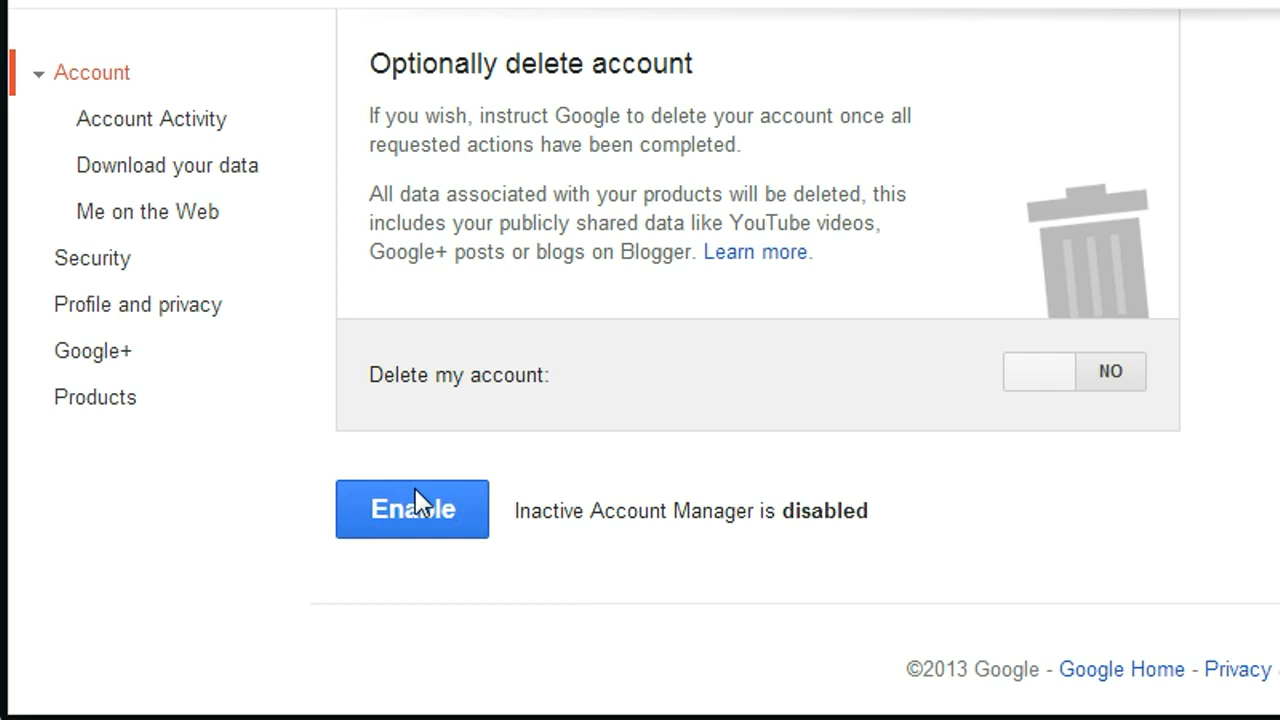 Account
Account Activity
Download your data
Me on the Web
Security
Profile and privacy
Google+
Products
Optionally delete account
If you wish, instruct Google to delete your account once all
requested actions have been completed.
All data associated with your products will be deleted, this
includes your publicly shared data like YouTube videos,
Google+ posts or blogs on Blogger. Learn more.
Delete my account:
NO
Enable
Inactive Account Manager is disabled
©2013 Google - Google Home - Privacy